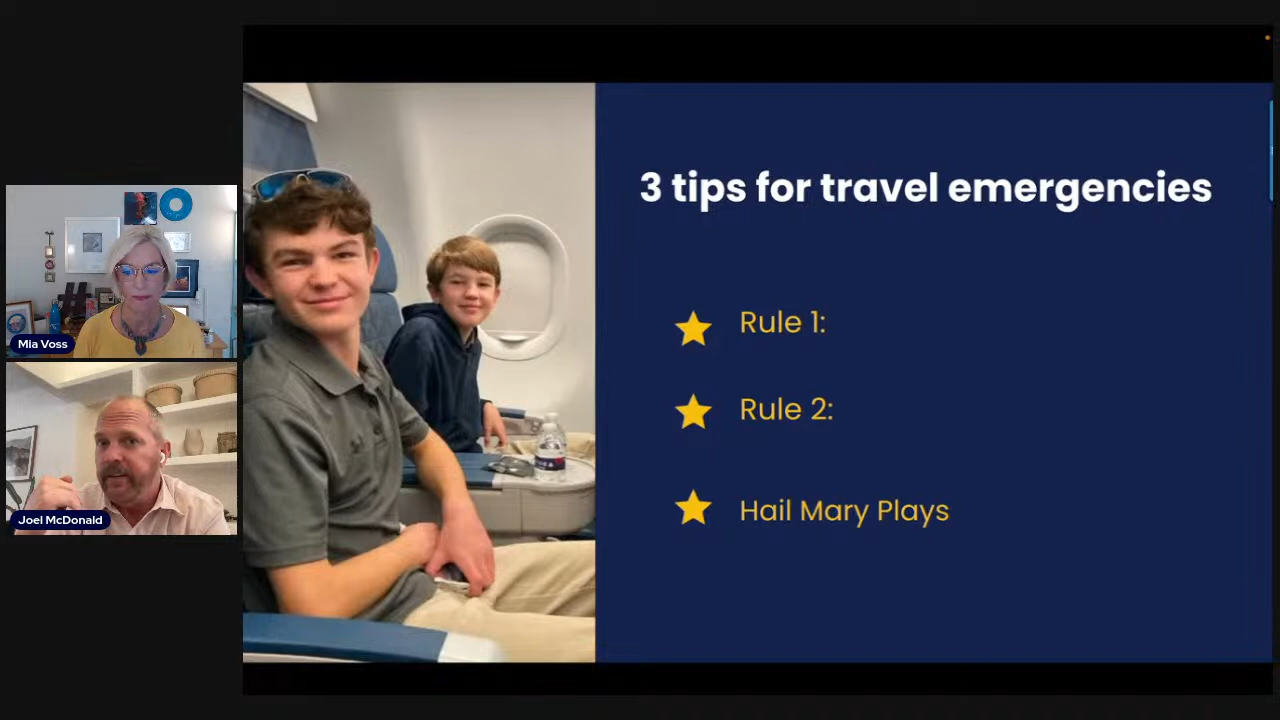 3 tips for travel emergencies
Rule 1:
Rule 2:
Hail Mary Plays
Mia Voss
Joel McDonald